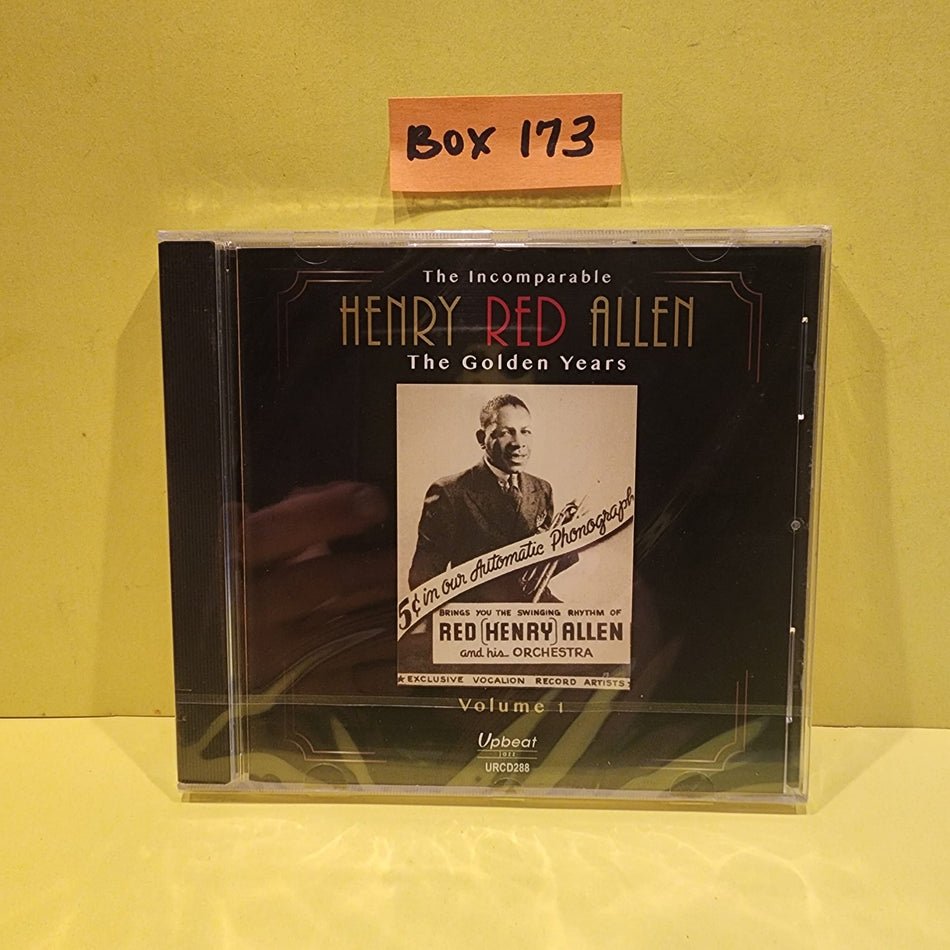 BOX 173
The Incomparable
HENRY RED ALLEN
The Golden Years
5¢ in our Automatic Phonograph
BRINGS YOU THE SWINGING RHYTHM OF
RED (HENRY) ALLEN
and his ORCHESTRA
★EXCLUSIVE VOCALION RECORD ARTISTS★
Volume 1
Upbeat
JAZZ
URCD288